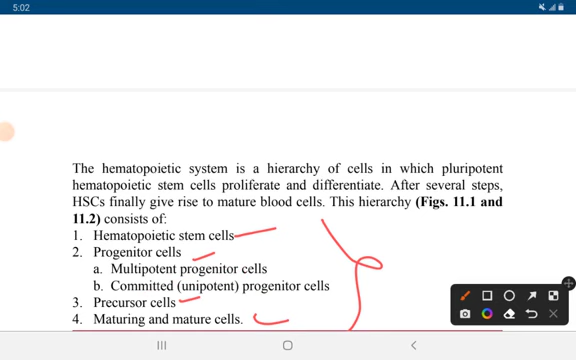 5:02
The hematopoietic system is a hierarchy of cells in which pluripotent
hematopoietic stem cells proliferate and differentiate. After several steps,
HSCs finally give rise to mature blood cells. This hierarchy (Figs. 11.1 and
11.2) consists of:
1. Hematopoietic stem cells
2. Progenitor cells
a. Multipotent progenitor cells
b. Committed (unipotent) progenitor cells
3. Precursor cells
4. Maturing and mature cells.